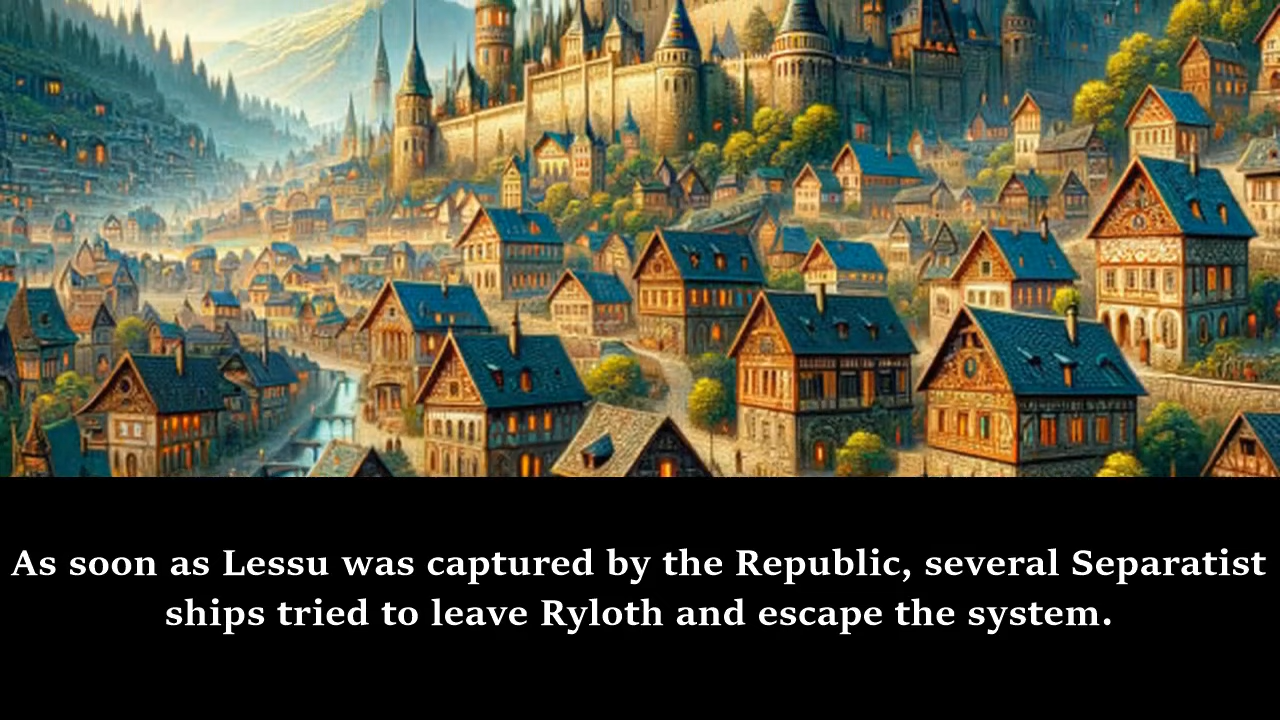 As soon as Lessu was captured by the Republic, several Separatist
ships tried to leave Ryloth and escape the system.